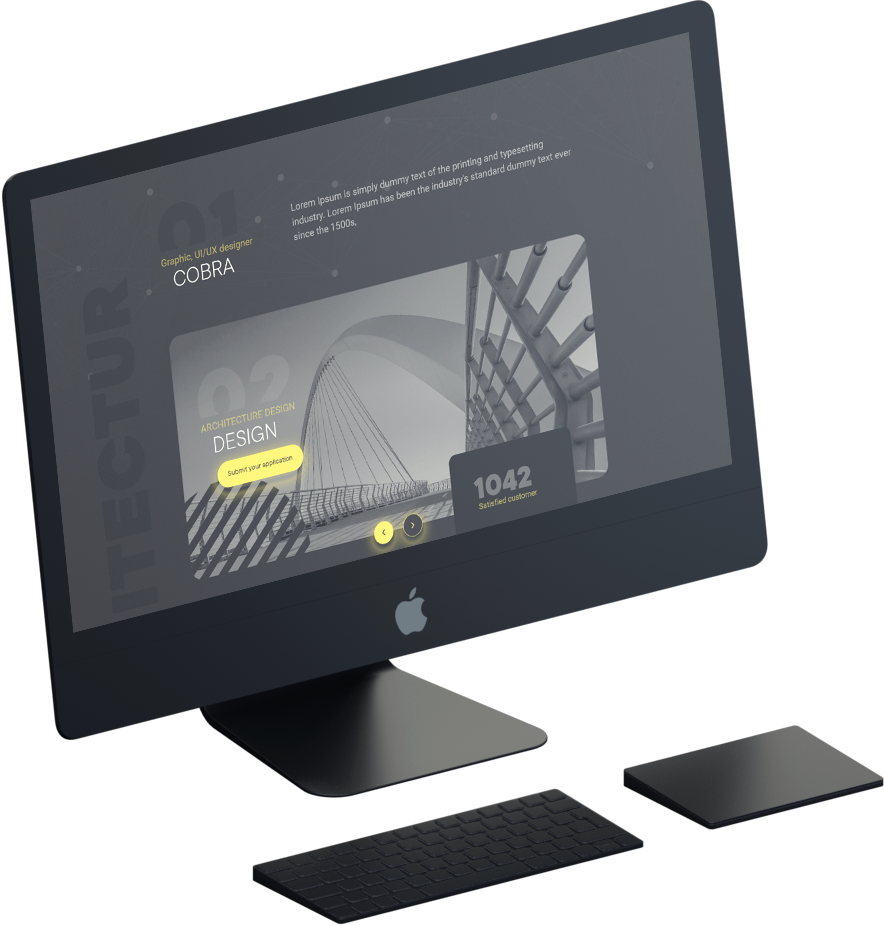 01
Graphic, UI/UX designer
COBRA
Lorem Ipsum is simply dummy text of the printing and typesetting
industry. Lorem Ipsum has been the industry's standard dummy text ever
since the 1500s,
ITECTUR
02
ARCHITECTURE DESIGN
DESIGN
Submit your application
1042
Satisfied customer